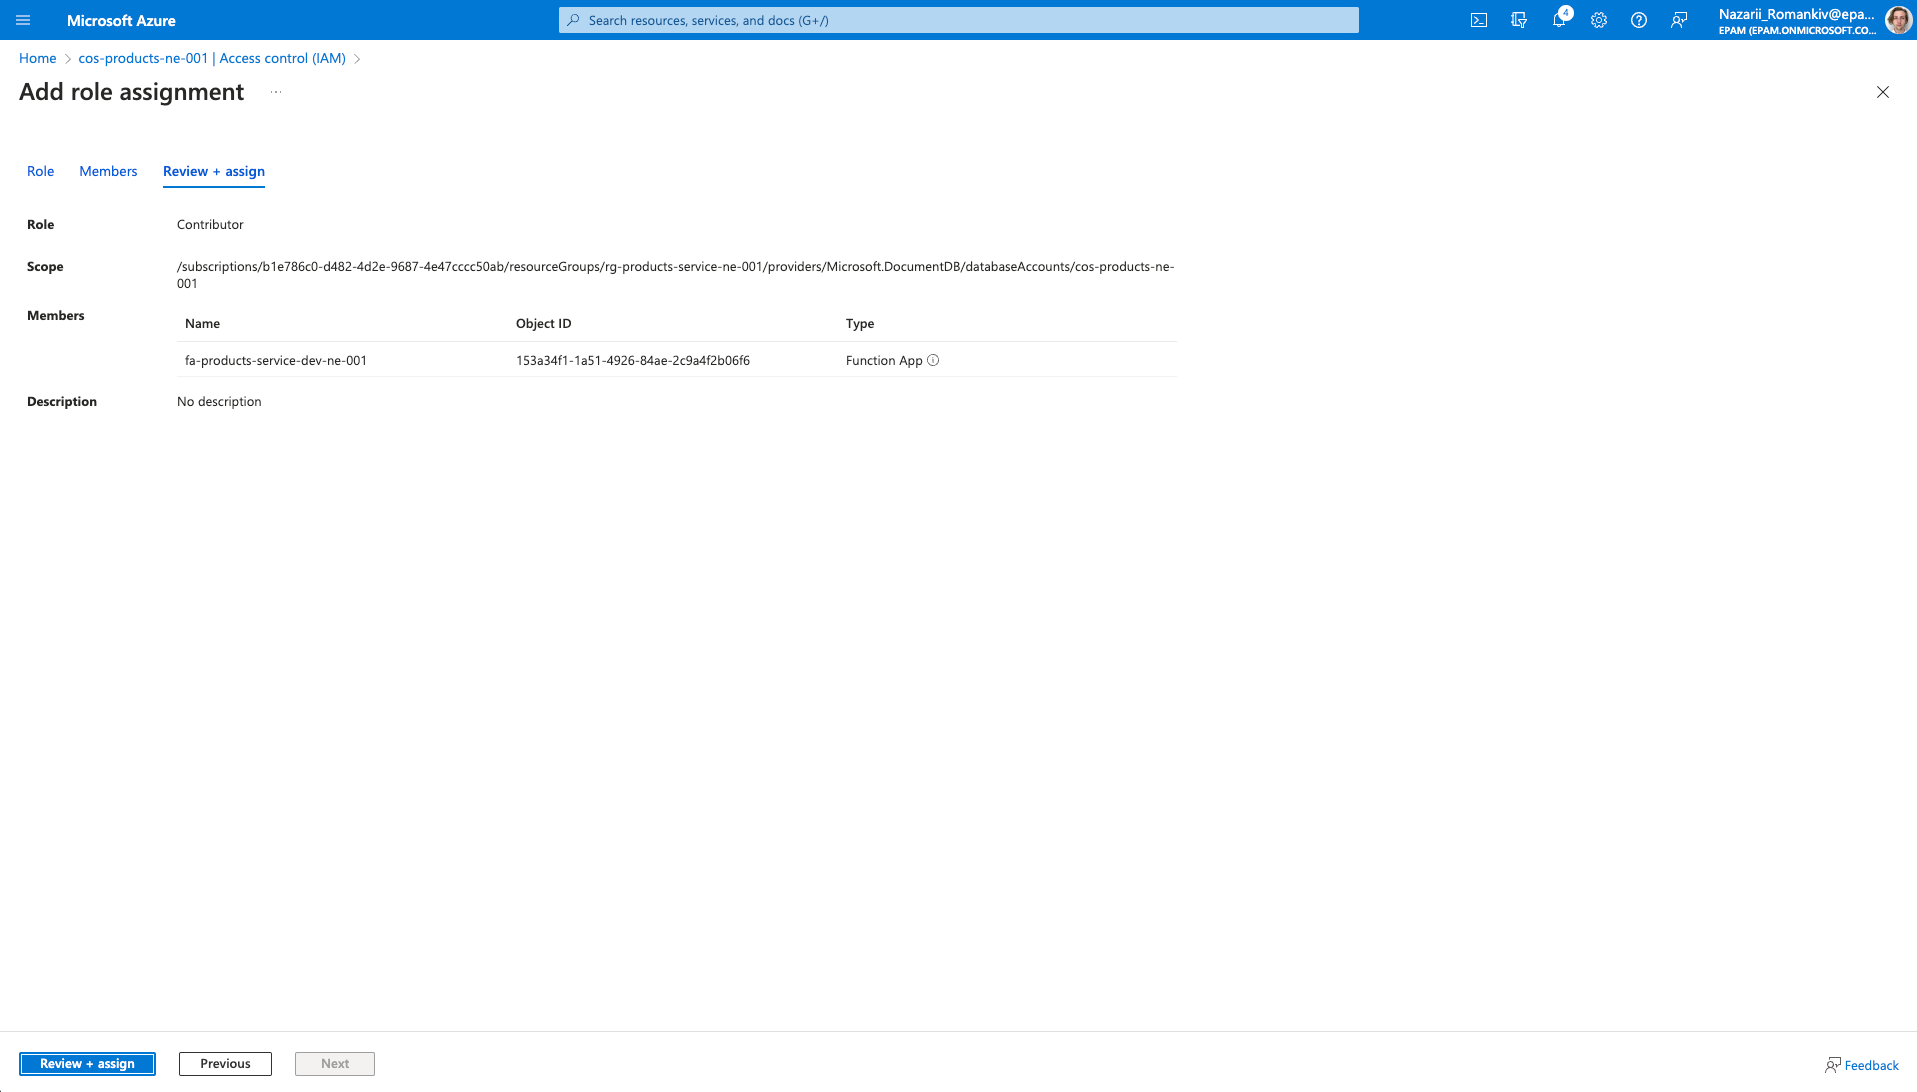 Microsoft Azure
Search resources, services, and docs (G+/)
4
Nazarii_Romankiv@epa...
EPAM (EPAM.ONMICROSOFT.CO...
Home > cos-products-ne-001 | Access control (IAM) >
Add role assignment ...
Role Members Review + assign
Role Contributor
Scope /subscriptions/b1e786c0-d482-4d2e-9687-4e47cccc50ab/resourceGroups/rg-products-service-ne-001/providers/Microsoft.DocumentDB/databaseAccounts/cos-products-ne-
001
Members
Name Object ID Type
fa-products-service-dev-ne-001 153a34f1-1a51-4926-84ae-2c9a4f2b06f6 Function App
Description No description
Review + assign Previous Next
Feedback